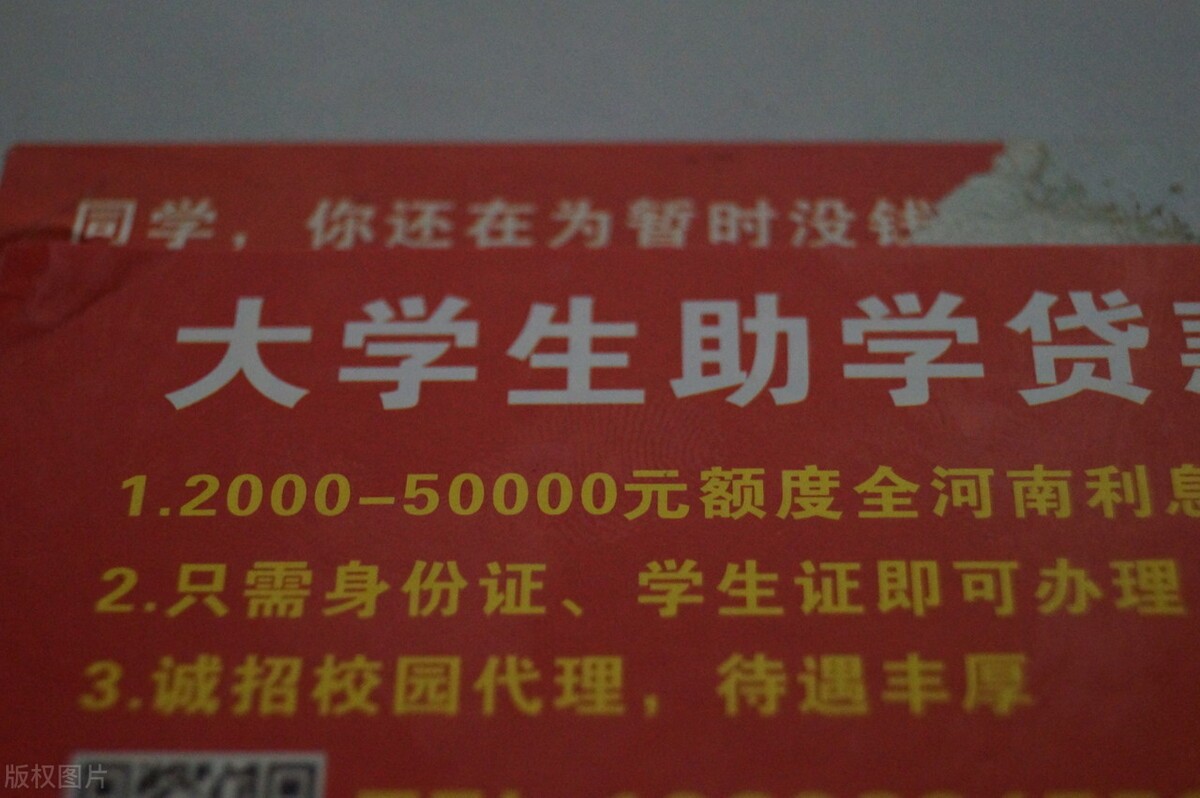 同学，你还在为暂时没钱
大学生助学贷
1.2000-50000元额度全河南利息
2.只需身份证、学生证即可办理
3.诚招校园代理，待遇丰厚
版权图片